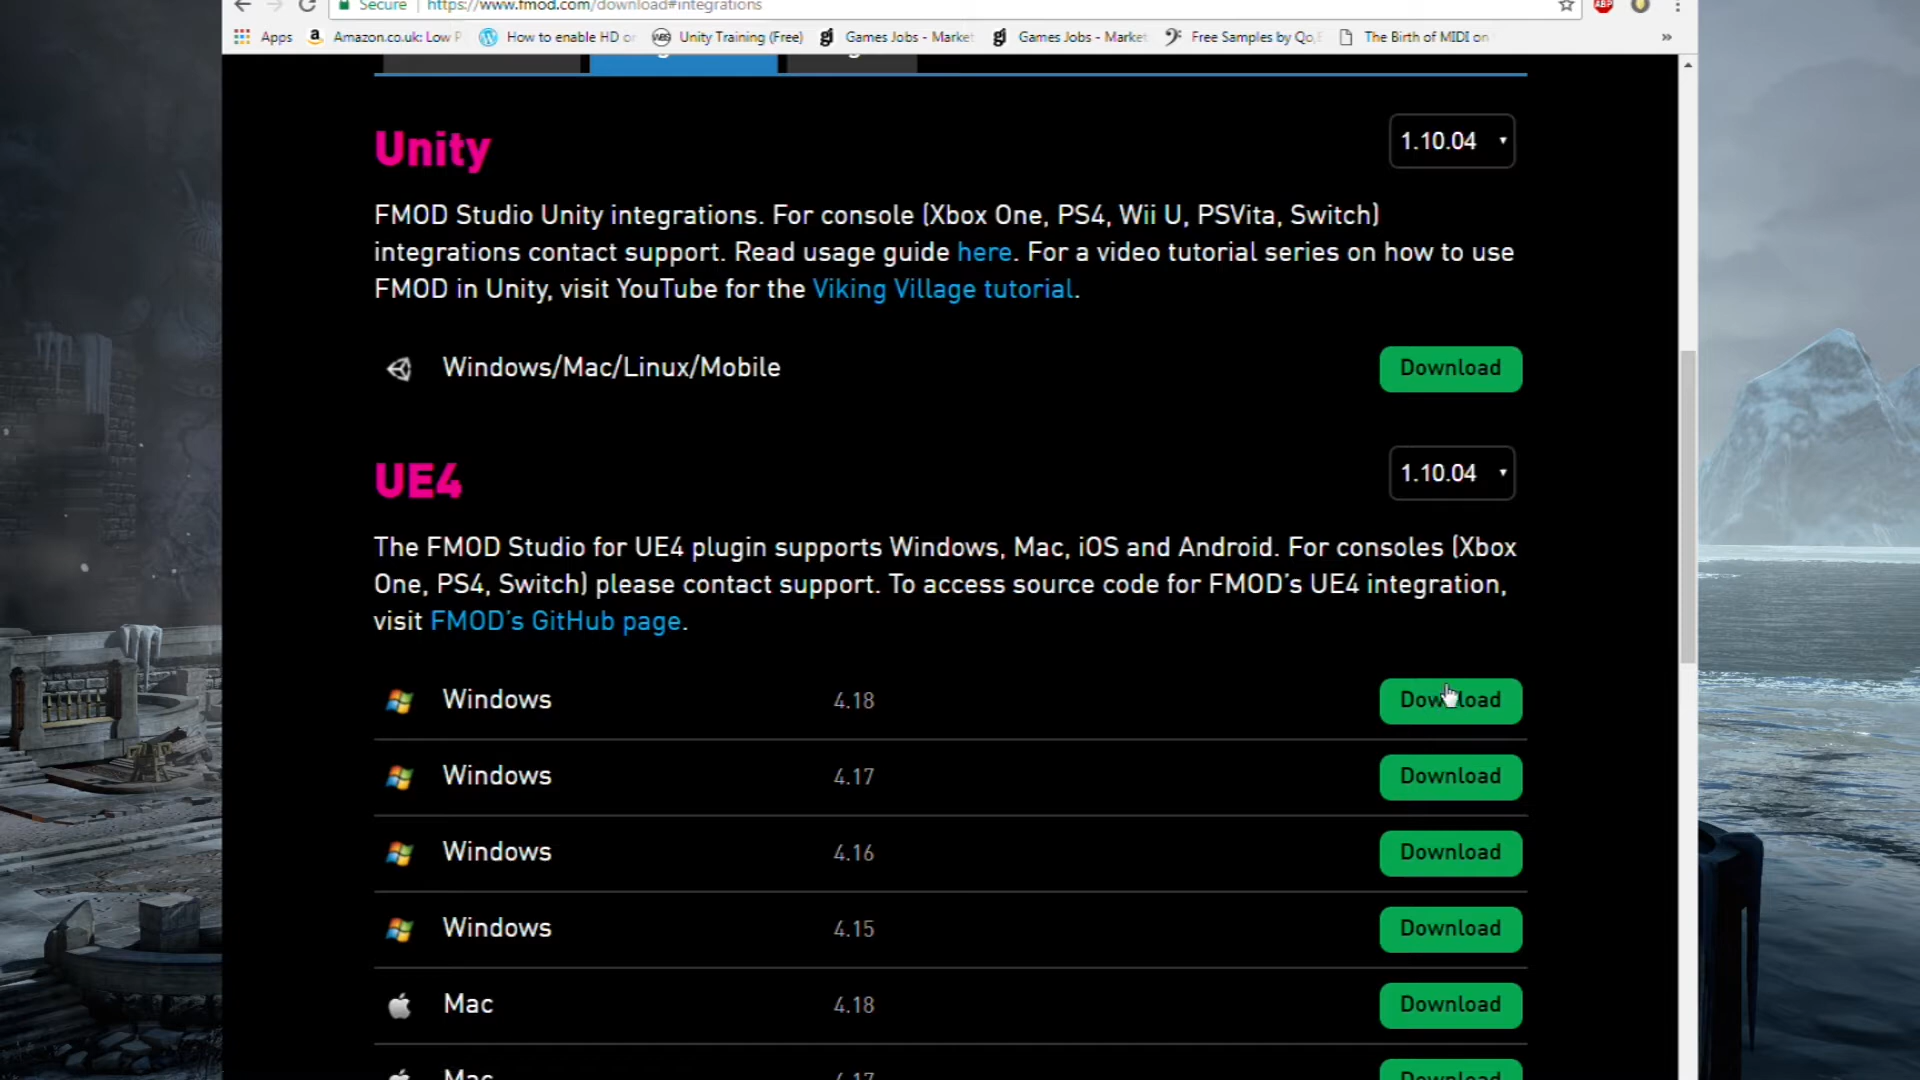 Secure https://www.fmod.com/download#integrations
Apps Amazon.co.uk: Low P How to enable HD or Unity Training (Free) Games Jobs - Market Games Jobs - Market Free Samples by Qo The Birth of MIDI on »
Unity 1.10.04
FMOD Studio Unity integrations. For console (Xbox One, PS4, Wii U, PSVita, Switch)
integrations contact support. Read usage guide here. For a video tutorial series on how to use
FMOD in Unity, visit YouTube for the Viking Village tutorial.
Windows/Mac/Linux/Mobile Download
UE4 1.10.04
The FMOD Studio for UE4 plugin supports Windows, Mac, iOS and Android. For consoles (Xbox
One, PS4, Switch) please contact support. To access source code for FMOD's UE4 integration,
visit FMOD's GitHub page.
Windows 4.18 Download
Windows 4.17 Download
Windows 4.16 Download
Windows 4.15 Download
Mac 4.18 Download
Mac 4.17 Download